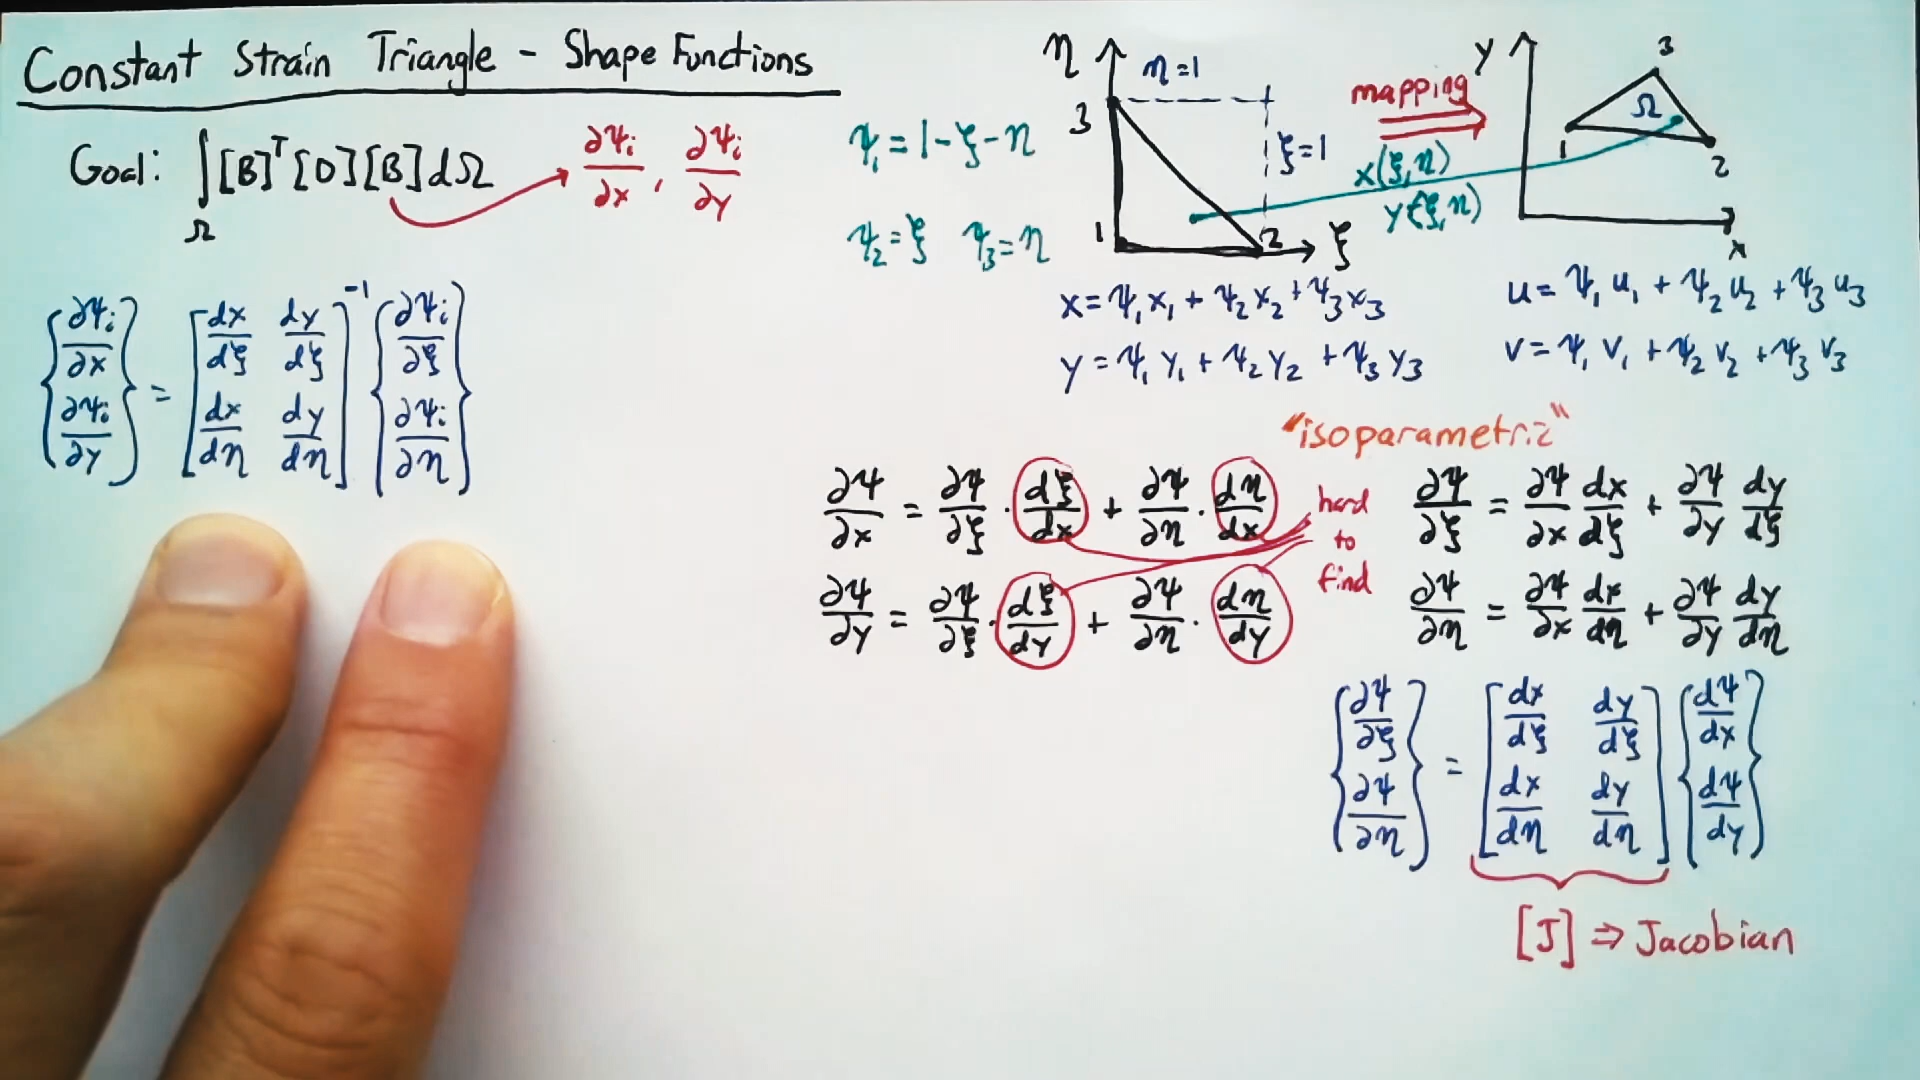 Constant Strain Triangle - Shape Functions
Goal: ∫_Ω [B]ᵀ[D][B] dΩ → ∂ψᵢ/∂x , ∂ψᵢ/∂y
{∂ψᵢ/∂x ∂ψᵢ/∂y} = [dx/dξ dy/dξ dx/dη dy/dη]⁻¹ {∂ψᵢ/∂ξ ∂ψᵢ/∂η}
ψ₁ = 1-ξ-η
ψ₂ = ξ ψ₃ = η
η
η=1
3
ξ=1
1
2
ξ
mapping
x(ξ,η)
y(ξ,η)
y
3
Ω
1
2
x
x = ψ₁x₁ + ψ₂x₂ + ψ₃x₃
y = ψ₁y₁ + ψ₂y₂ + ψ₃y₃
u = ψ₁u₁ + ψ₂u₂ + ψ₃u₃
v = ψ₁v₁ + ψ₂v₂ + ψ₃v₃
"isoparametric"
∂ψ/∂x = ∂ψ/∂ξ · dξ/dx + ∂ψ/∂η · dη/dx
∂ψ/∂y = ∂ψ/∂ξ · dξ/dy + ∂ψ/∂η · dη/dy
hard
to
find
∂ψ/∂ξ = ∂ψ/∂x dx/dξ + ∂ψ/∂y dy/dξ
∂ψ/∂η = ∂ψ/∂x dx/dη + ∂ψ/∂y dy/dη
{∂ψ/∂ξ ∂ψ/∂η} = [dx/dξ dy/dξ dx/dη dy/dη] {dψ/dx dψ/dy}
[J] ⇒ Jacobian